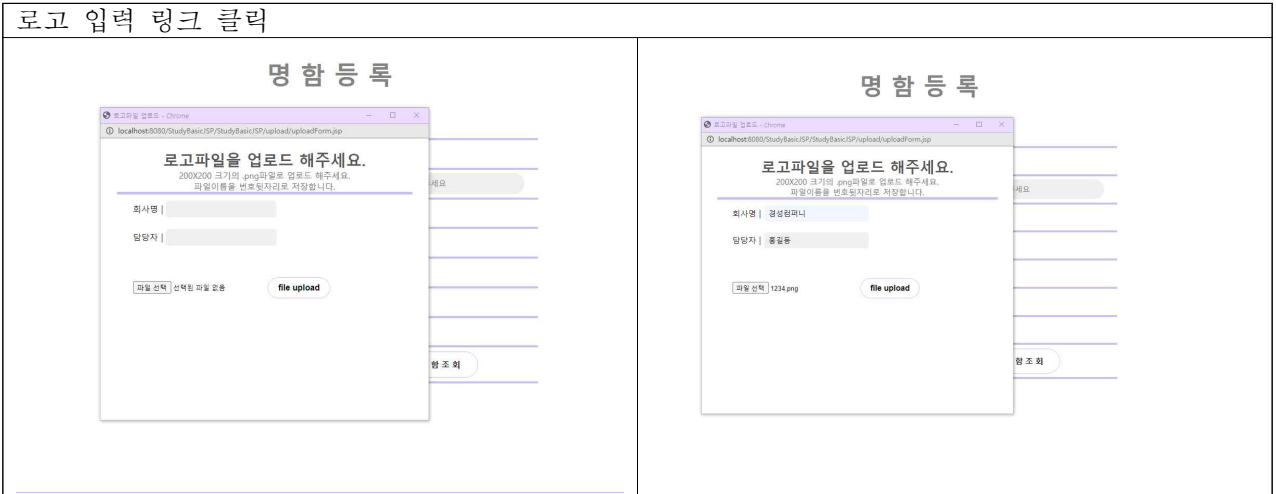 로고 입력 링크 클릭
명 함 등 록
로고파일 업로드 - Chrome
localhost:8080/StudyBasicJSP/StudyBasicJSP/upload/uploadForm.jsp
로고파일을 업로드 해주세요.
200X200 크기의 .png파일로 업로드 해주세요.
파일이름을 번호뒷자리로 저장합니다.
세요
회사명 |
담당자 |
파일 선택 선택된 파일 없음 file upload
함 조 회
명 함 등 록
로고파일 업로드 - Chrome
localhost:8080/StudyBasicJSP/StudyBasicJSP/upload/uploadForm.jsp
로고파일을 업로드 해주세요.
200X200 크기의 .png파일로 업로드 해주세요.
파일이름을 번호뒷자리로 저장합니다.
세요
회사명 | 경성컴퍼니
담당자 | 홍길동
파일 선택 1234.png file upload
함 조 회